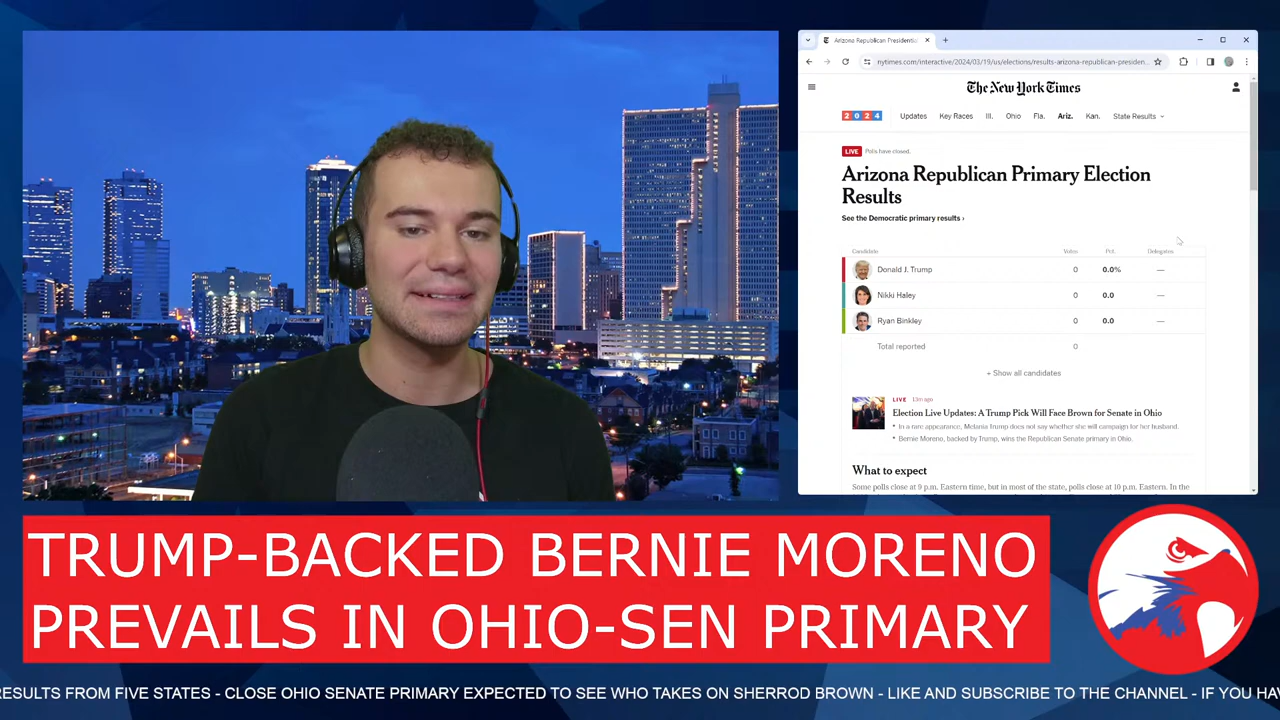 Arizona Republican Presidenti
nytimes.com/interactive/2024/03/19/us/elections/results-arizona-republican-presiden...
The New York Times
2024 Updates Key Races Ill. Ohio Fla. Ariz. Kan. State Results
LIVE Polls have closed.
Arizona Republican Primary Election
Results
See the Democratic primary results ›
Candidate Votes Pct. Delegates
Donald J. Trump 0 0.0% —
Nikki Haley 0 0.0 —
Ryan Binkley 0 0.0 —
Total reported 0
+ Show all candidates
LIVE 13m ago
Election Live Updates: A Trump Pick Will Face Brown for Senate in Ohio
• In a rare appearance, Melania Trump does not say whether she will campaign for her husband.
• Bernie Moreno, backed by Trump, wins the Republican Senate primary in Ohio.
What to expect
Some polls close at 9 p.m. Eastern time, but in most of the state, polls close at 10 p.m. Eastern. In the
TRUMP-BACKED BERNIE MORENO
PREVAILS IN OHIO-SEN PRIMARY
RESULTS FROM FIVE STATES - CLOSE OHIO SENATE PRIMARY EXPECTED TO SEE WHO TAKES ON SHERROD BROWN - LIKE AND SUBSCRIBE TO THE CHANNEL - IF YOU HAV